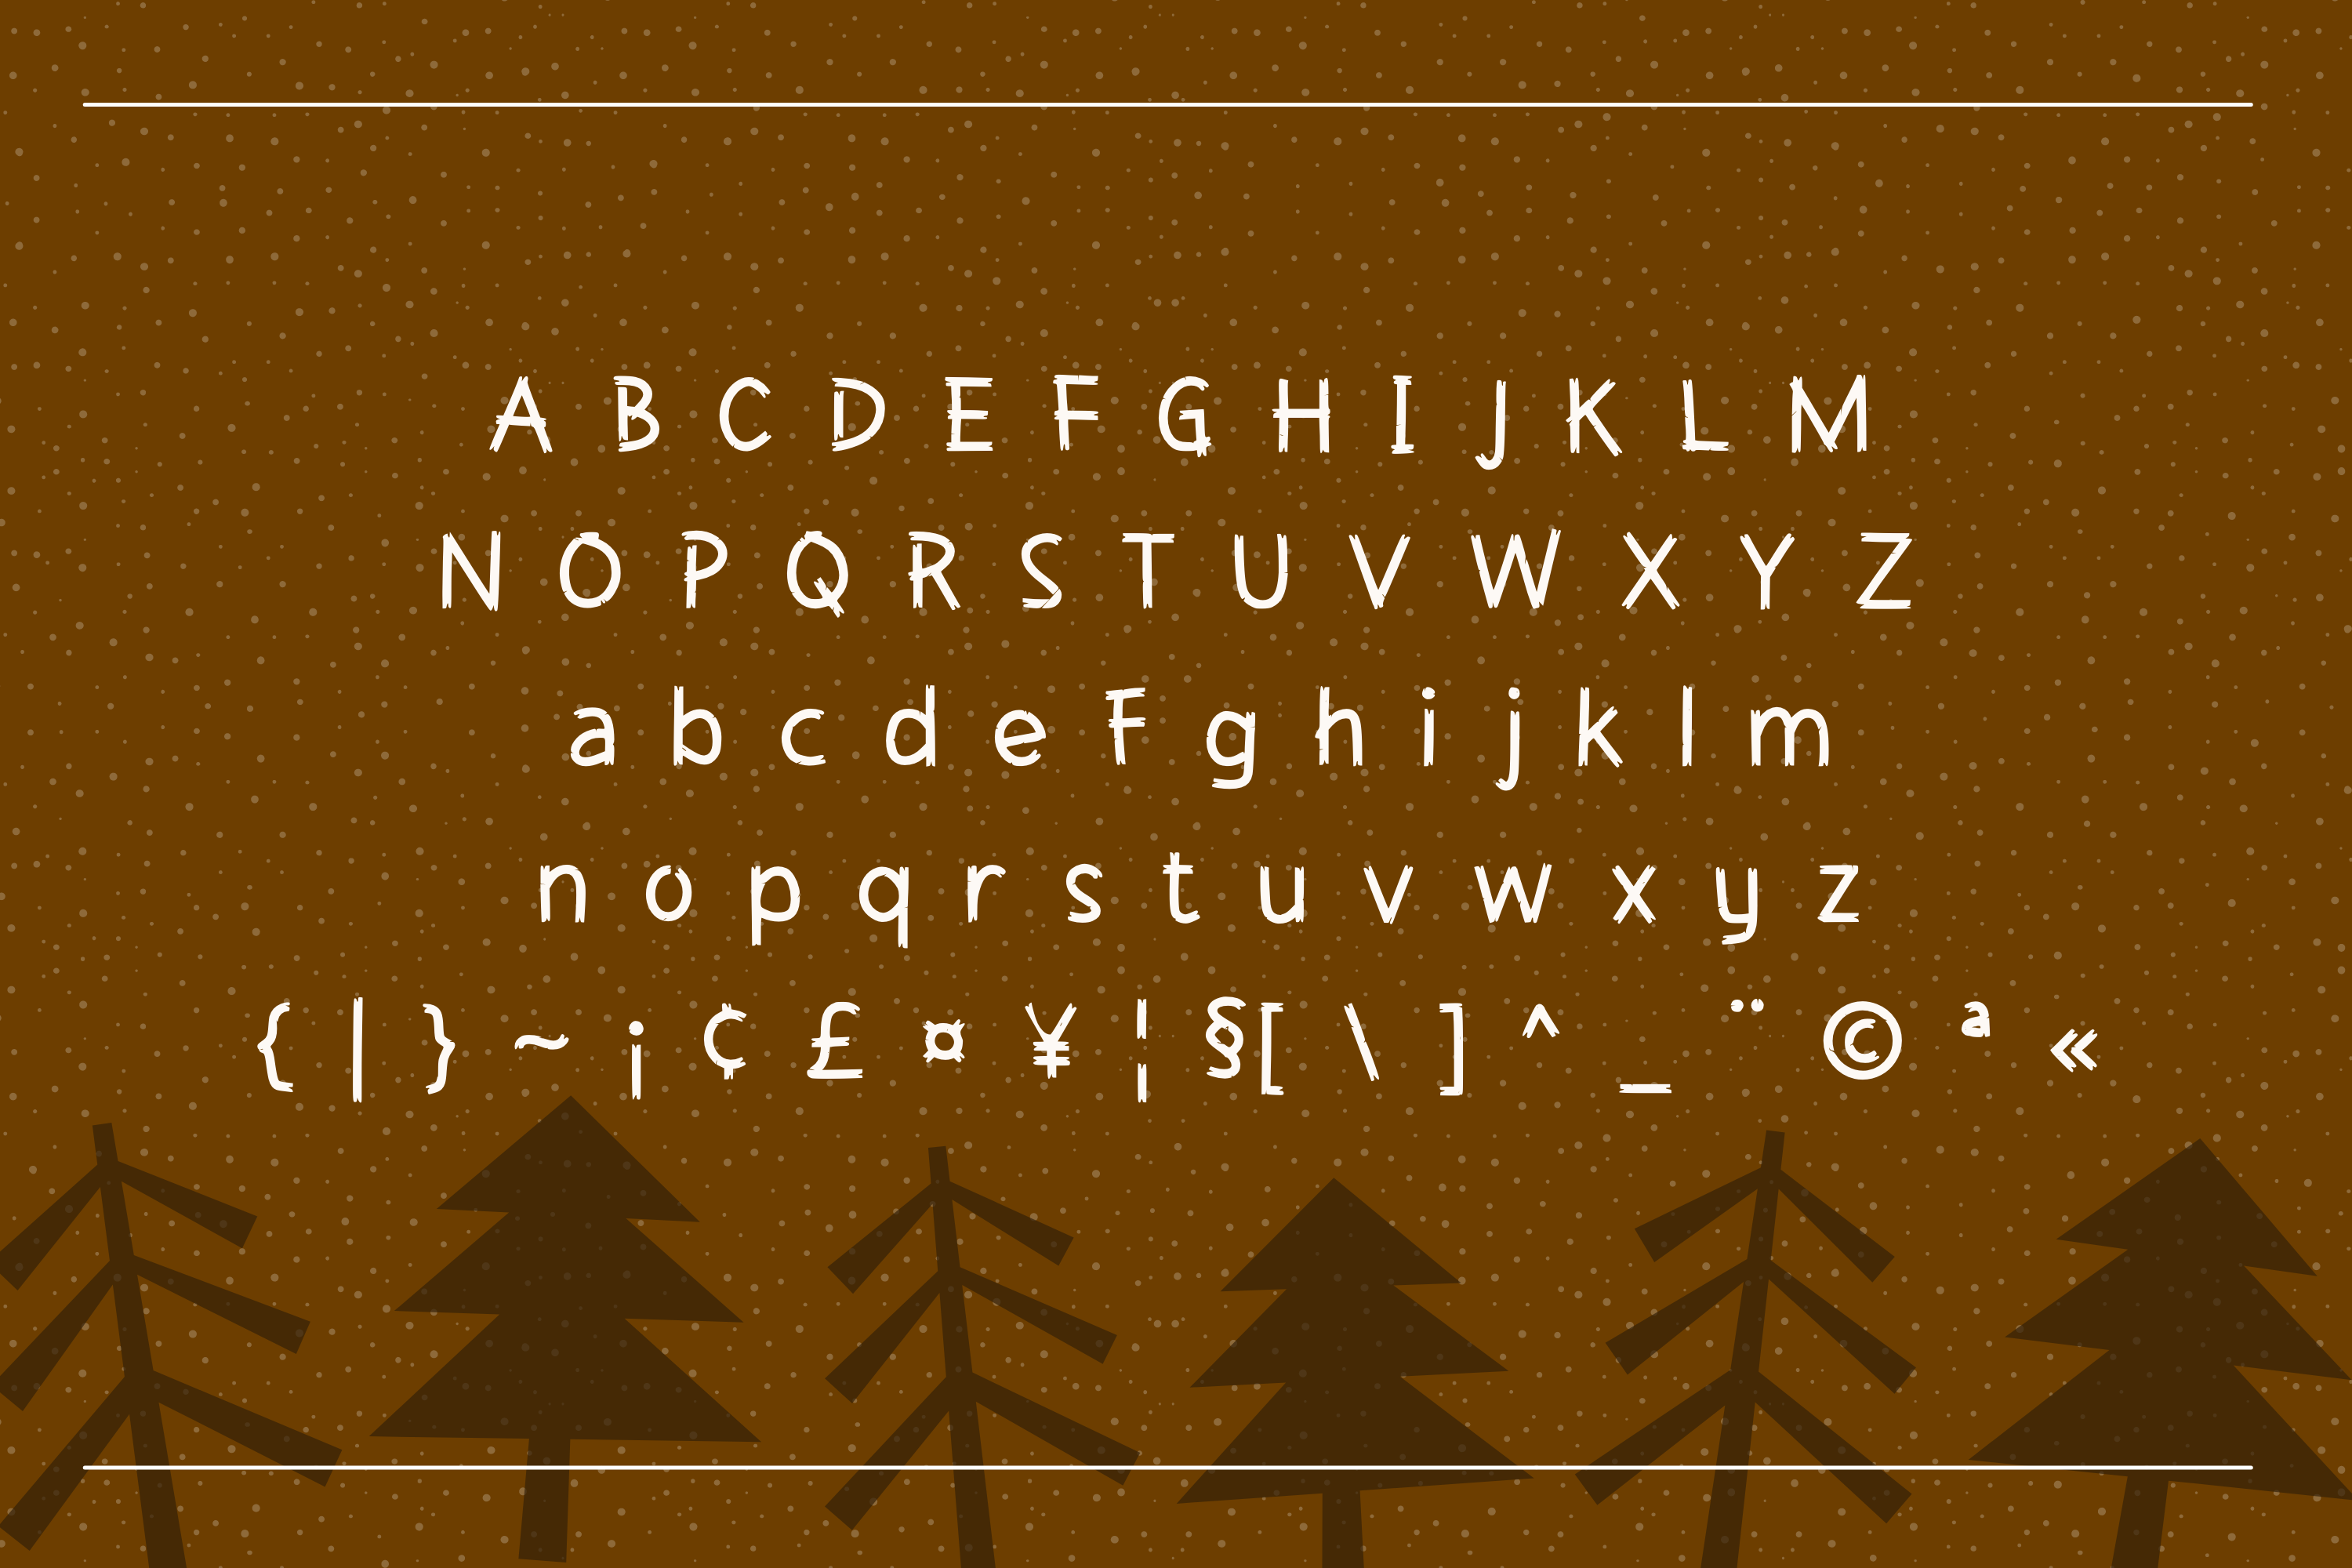 A B C D E F G H I J K L M
N O P Q R S T U V W X Y Z
a b c d e f g h i j k l m
n o p q r s t u v w x y z
{ | } ~ ¡ ¢ £ ¤ ¥ ¦ § [ \ ] ^ _ ¨ © ª «